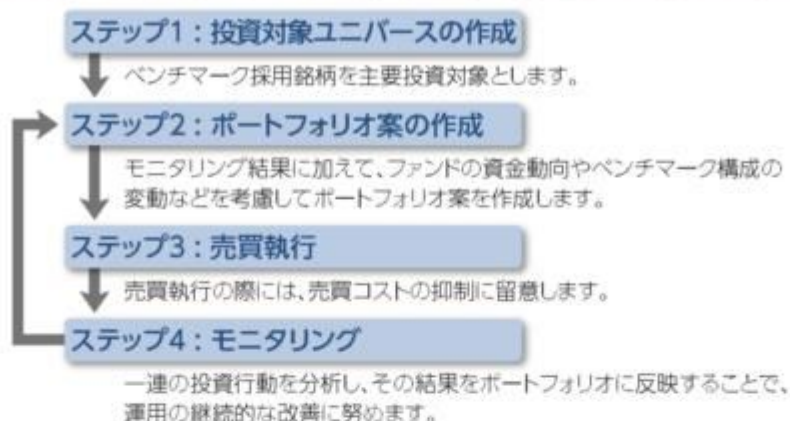 ステップ1：投資対象ユニバースの作成
ベンチマーク採用銘柄を主要投資対象とします。
ステップ2：ポートフォリオ案の作成
モニタリング結果に加えて、ファンドの資金動向やベンチマーク構成の
変動などを考慮してポートフォリオ案を作成します。
ステップ3：売買執行
売買執行の際には、売買コストの抑制に留意します。
ステップ4：モニタリング
一連の投資行動を分析し、その結果をポートフォリオに反映することで、
運用の継続的な改善に努めます。